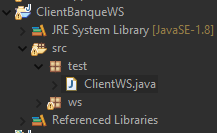 ClientBanqueWS
JRE System Library [JavaSE-1.8]
src
test
ClientWS.java
ws
Referenced Libraries